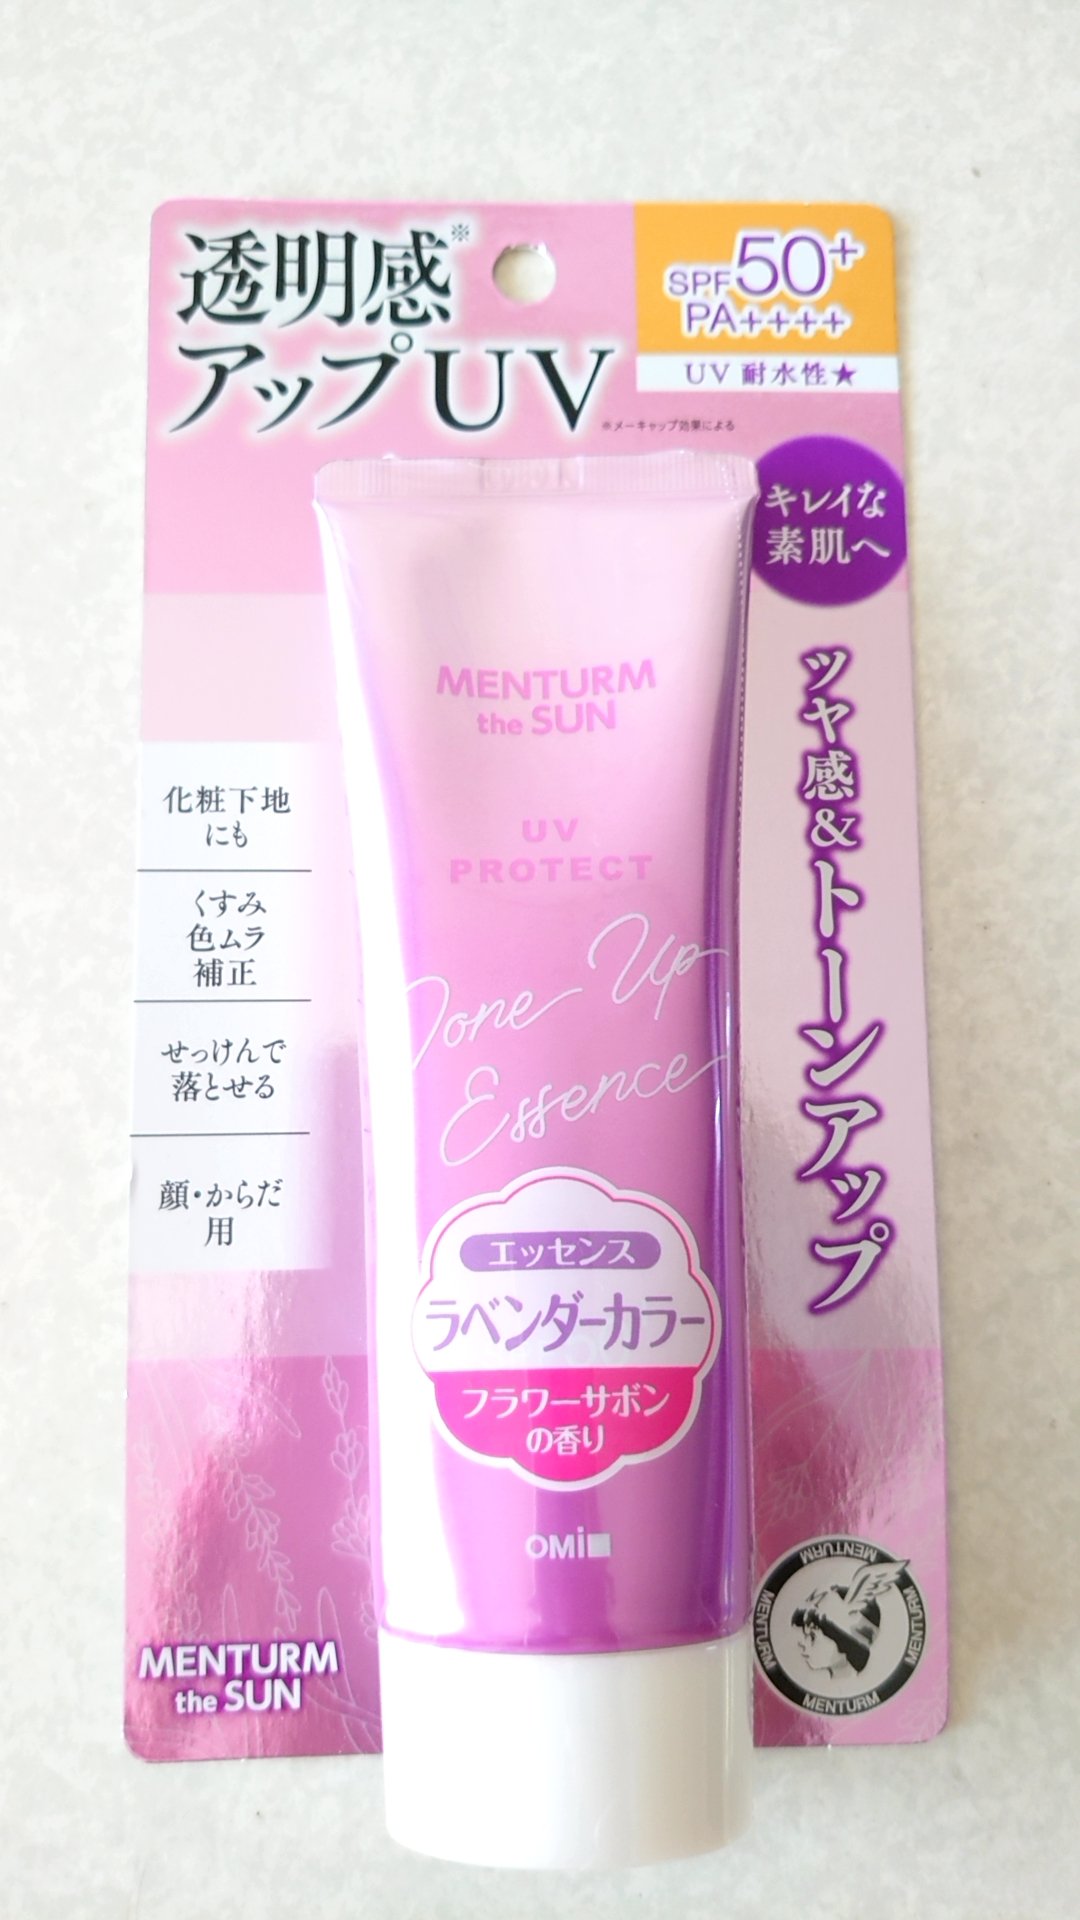 透明感※
アップUV
※メーキャップ効果による
SPF50+
PA++++
UV 耐水性★
キレイな
素肌へ
ツヤ感&トーンアップ
化粧下地
にも
くすみ
色ムラ
補正
せっけんで
落とせる
顔・からだ
用
MENTURM
the SUN
UV
PROTECT
Tone Up
Essence
エッセンス
ラベンダーカラー
フラワーサボン
の香り
OMi
MENTURM
the SUN
MENTURM
MENTURM
MENTURM
MENTURM